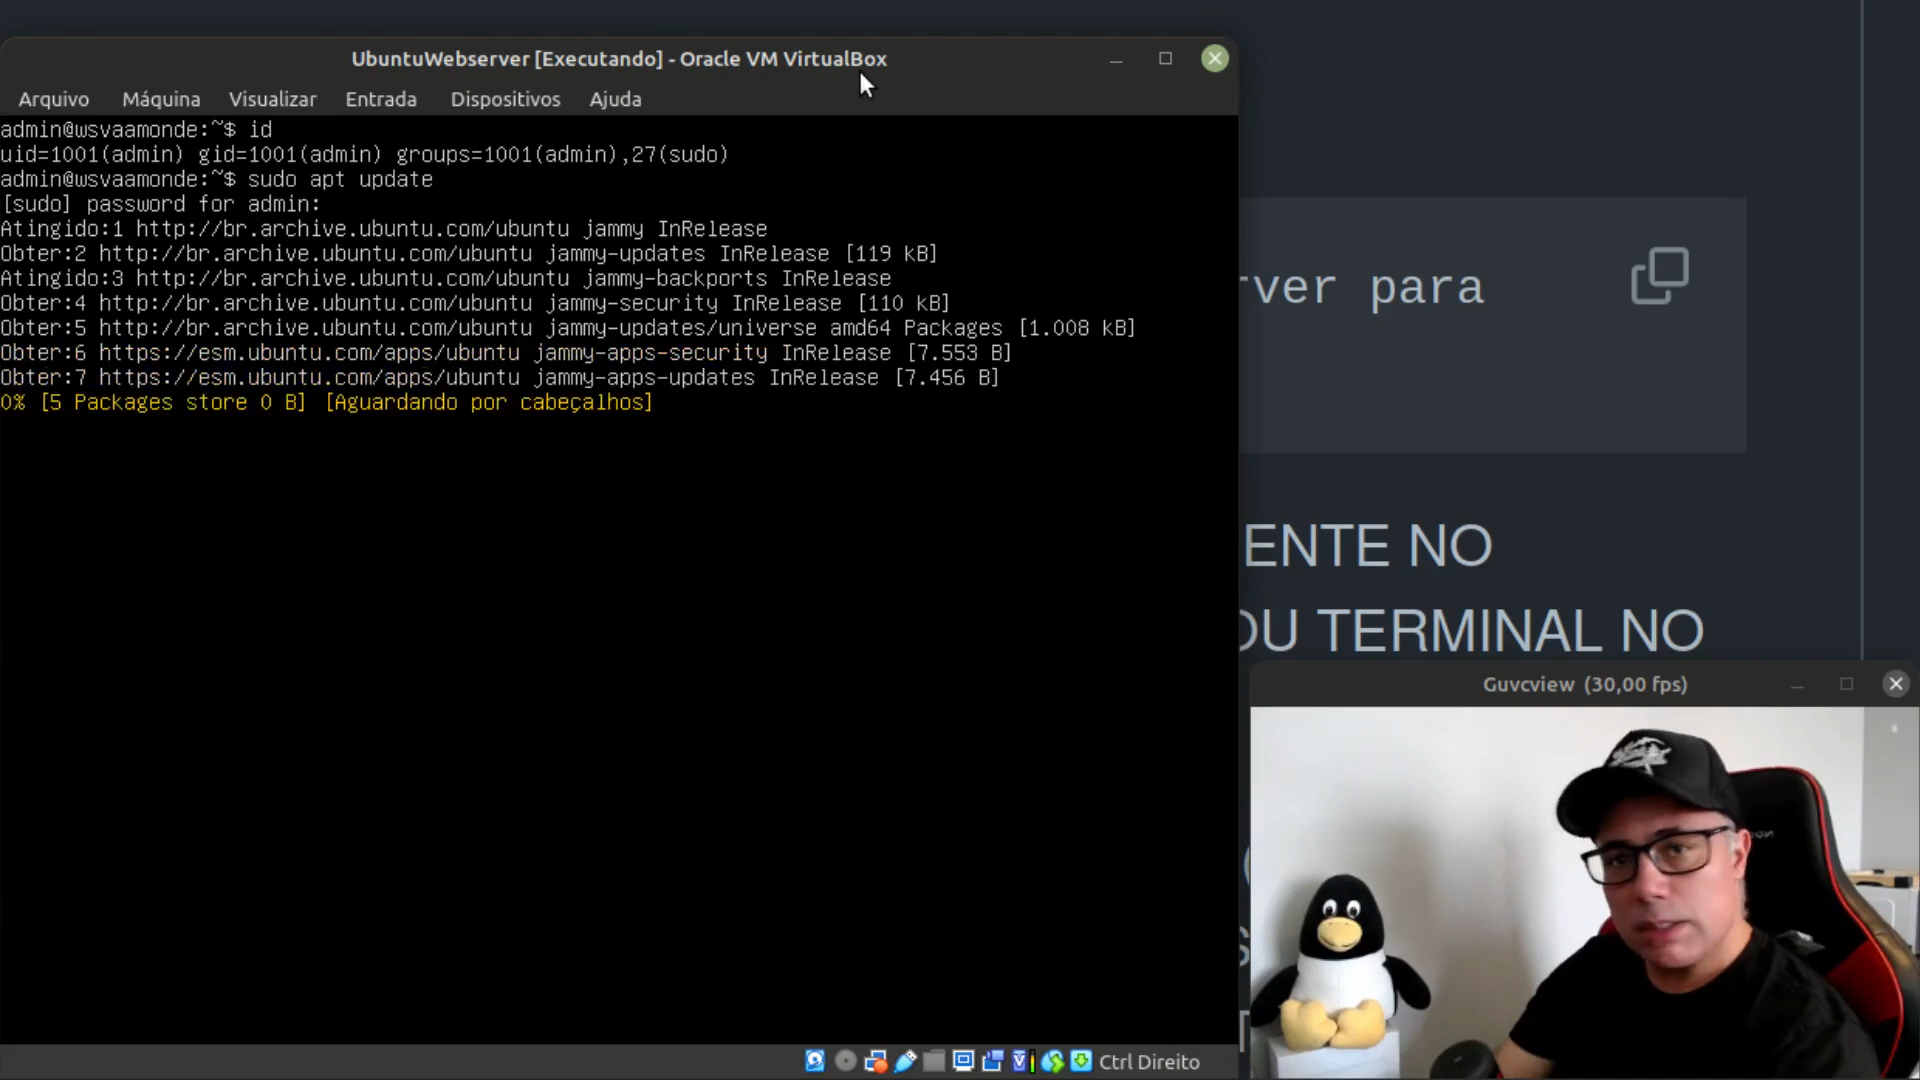 UbuntuWebserver [Executando] - Oracle VM VirtualBox
Arquivo Máquina Visualizar Entrada Dispositivos Ajuda
admin@wsvaamonde:~$ id
uid=1001(admin) gid=1001(admin) groups=1001(admin),27(sudo)
admin@wsvaamonde:~$ sudo apt update
[sudo] password for admin:
Atingido:1 http://br.archive.ubuntu.com/ubuntu jammy InRelease
Obter:2 http://br.archive.ubuntu.com/ubuntu jammy-updates InRelease [119 kB]
Atingido:3 http://br.archive.ubuntu.com/ubuntu jammy-backports InRelease
Obter:4 http://br.archive.ubuntu.com/ubuntu jammy-security InRelease [110 kB]
Obter:5 http://br.archive.ubuntu.com/ubuntu jammy-updates/universe amd64 Packages [1.008 kB]
Obter:6 https://esm.ubuntu.com/apps/ubuntu jammy-apps-security InRelease [7.553 B]
Obter:7 https://esm.ubuntu.com/apps/ubuntu jammy-apps-updates InRelease [7.456 B]
0% [5 Packages store 0 B] [Aguardando por cabeçalhos]
Ctrl Direito
rver para
ENTE NO
OU TERMINAL NO
Guvcview (30,00 fps)